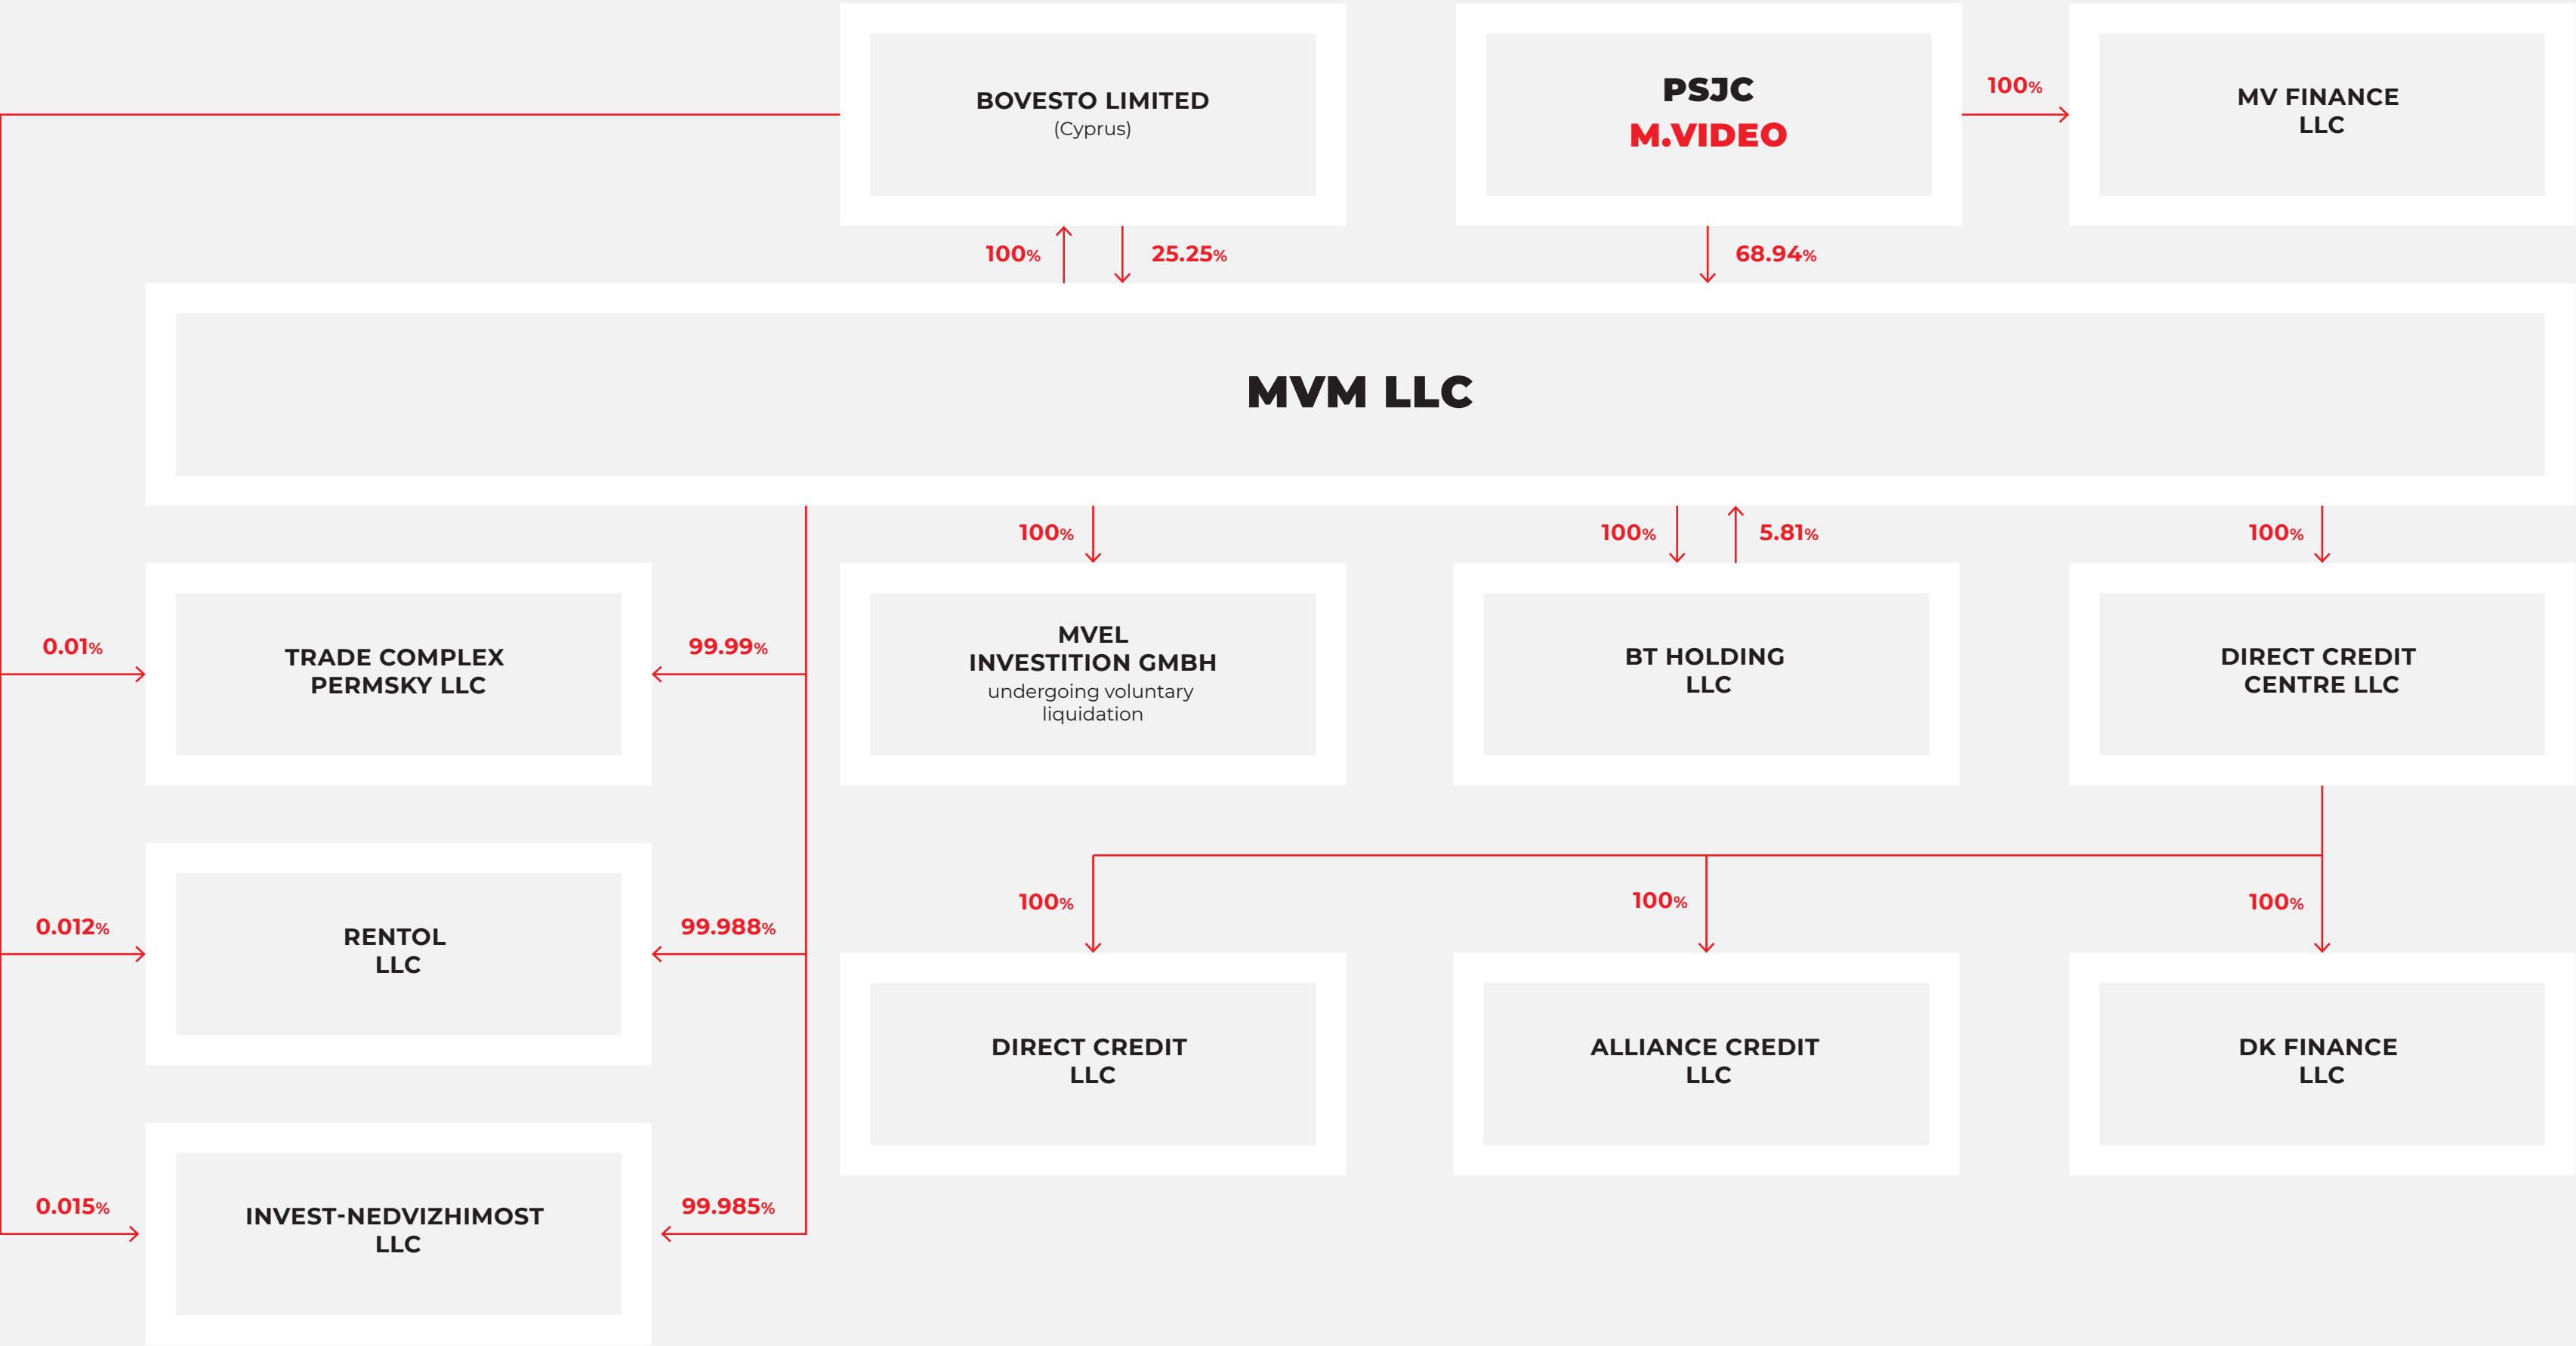 BOVESTO LIMITED
(Cyprus)
PSJC
M.VIDEO
100%
MV FINANCE
LLC
100%
25.25%
68.94%
MVM LLC
100%
100%
5.81%
100%
0.01%
TRADE COMPLEX
PERMSKY LLC
99.99%
MVEL
INVESTITION GMBH
undergoing voluntary
liquidation
BT HOLDING
LLC
DIRECT CREDIT
CENTRE LLC
0.012%
RENTOL
LLC
99.988%
100%
100%
100%
DIRECT CREDIT
LLC
ALLIANCE CREDIT
LLC
DK FINANCE
LLC
0.015%
INVEST-NEDVIZHIMOST
LLC
99.985%